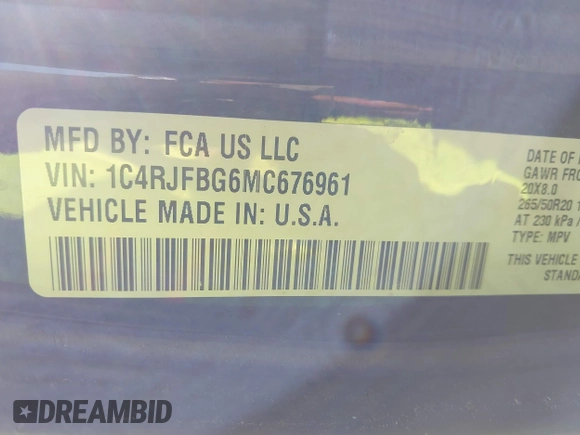 MFD BY: FCA US LLC
VIN: 1C4RJFBG6MC676961
VEHICLE MADE IN: U.S.A.
DATE OF
GAWR FRO
20X8.0
265/50R20 1
AT 230 kPa /
TYPE: MPV
THIS VEHICLE
STANDA
DREAMBID